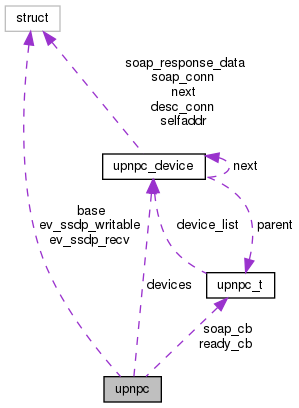 struct
soap_response_data
soap_conn
next
desc_conn
selfaddr
upnpc_device
next
base
ev_ssdp_writable
ev_ssdp_recv
device_list
parent
devices
upnpc_t
soap_cb
ready_cb
upnpc